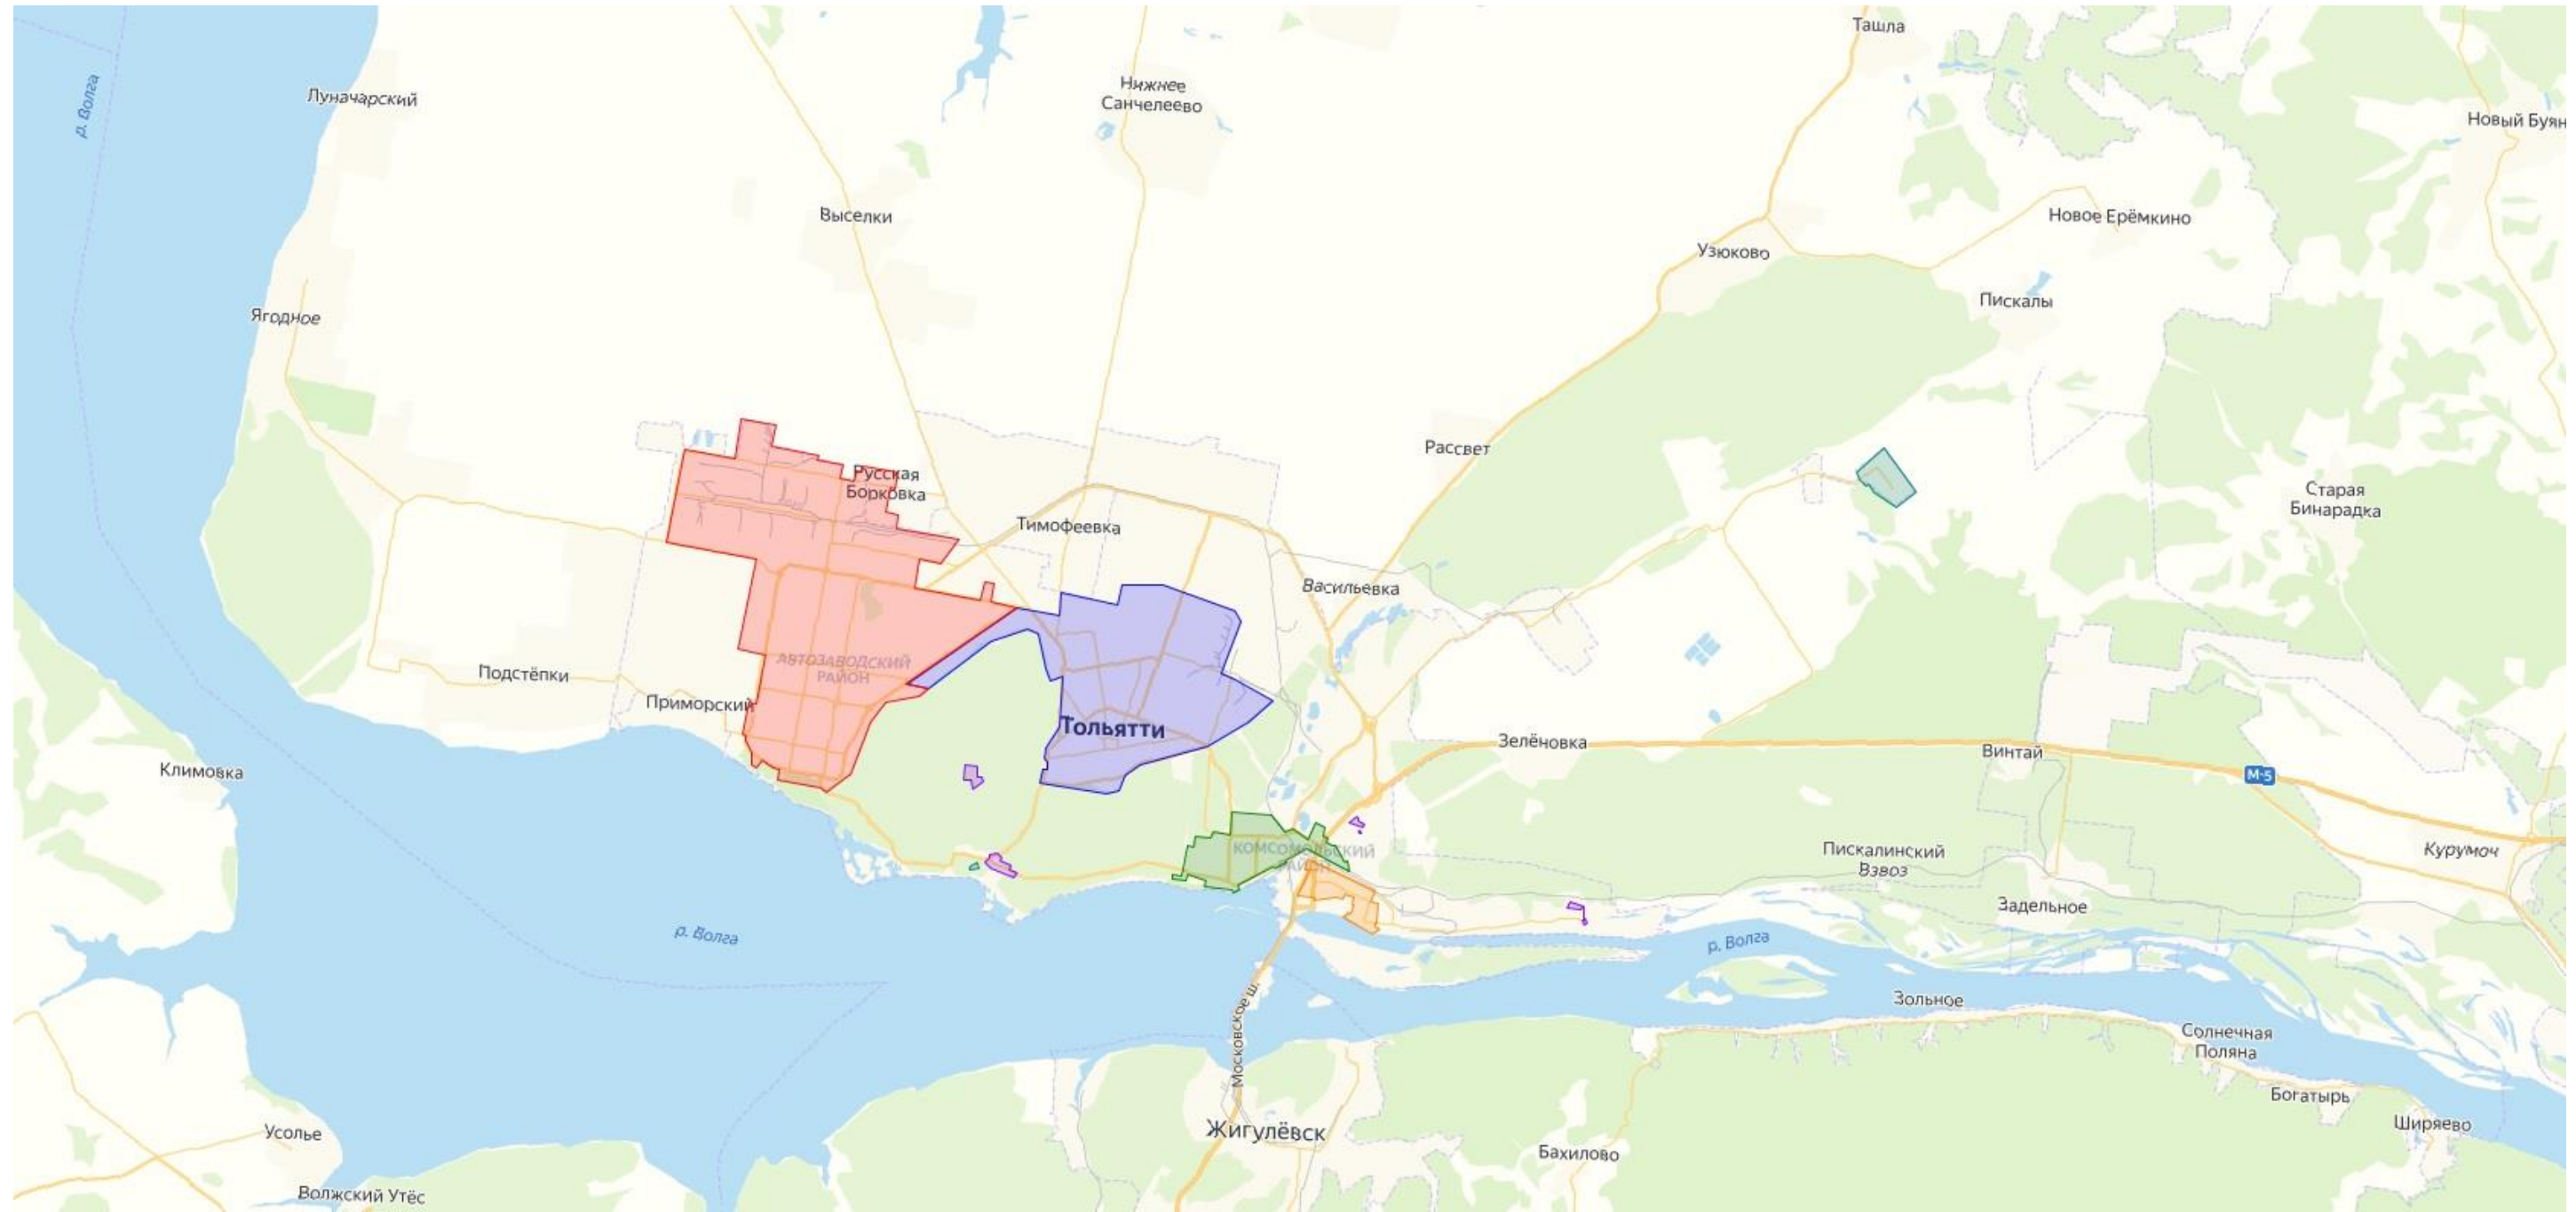 Ташла
р. Волга
Луначарский
Нижнее
Санчелеево
Новый Буян
Выселки
Новое Ерёмкино
Узюково
Пискалы
Ягодное
Рассвет
Русская
Борковка
Старая
Бинарадка
Тимофеевка
Васильевка
АВТОЗАВОДСКИЙ
РАЙОН
Подстёпки
Приморский
Тольятти
Зелёновка
Винтай
Климовка
М-5
КОМСОМОЛЬСКИЙ
РАЙОН
Пискалинский
Взвоз
Курумоч
Задельное
р. Волга
р. Волга
Зольное
Московское ш.
Солнечная
Поляна
Богатырь
Ширяево
Усолье
Жигулёвск
Бахилово
Волжский Утёс